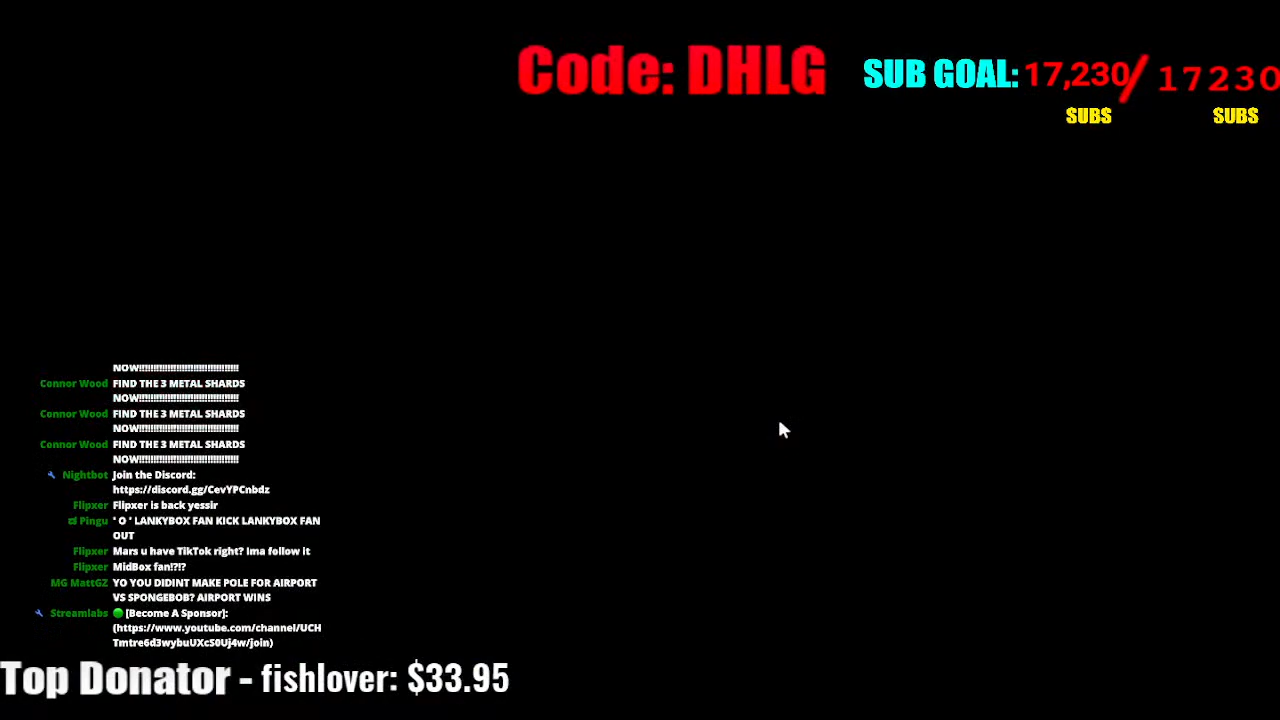 Code: DHLG
SUB GOAL: 17,230/ 17230
SUBS SUBS
NOW!!!!!!!!!!!!!!!!!!!!!!!!!!!!!!!!!!!!!
Connor Wood FIND THE 3 METAL SHARDS
NOW!!!!!!!!!!!!!!!!!!!!!!!!!!!!!!!!!!!!!
Connor Wood FIND THE 3 METAL SHARDS
NOW!!!!!!!!!!!!!!!!!!!!!!!!!!!!!!!!!!!!!
Connor Wood FIND THE 3 METAL SHARDS
NOW!!!!!!!!!!!!!!!!!!!!!!!!!!!!!!!!!!!!!
Nightbot Join the Discord:
https://discord.gg/CevYPCnbdz
Flipxer Flipxer is back yessir
Pingu ' O ' LANKYBOX FAN KICK LANKYBOX FAN
OUT
Flipxer Mars u have TikTok right? Ima follow it
Flipxer MidBox fan!?!?
MG MattGZ YO YOU DIDINT MAKE POLE FOR AIRPORT
VS SPONGEBOB? AIRPORT WINS
Streamlabs [Become A Sponsor]:
(https://www.youtube.com/channel/UCH
Tmtre6d3wybuUXcS0Uj4w/join)
Top Donator - fishlover: $33.95